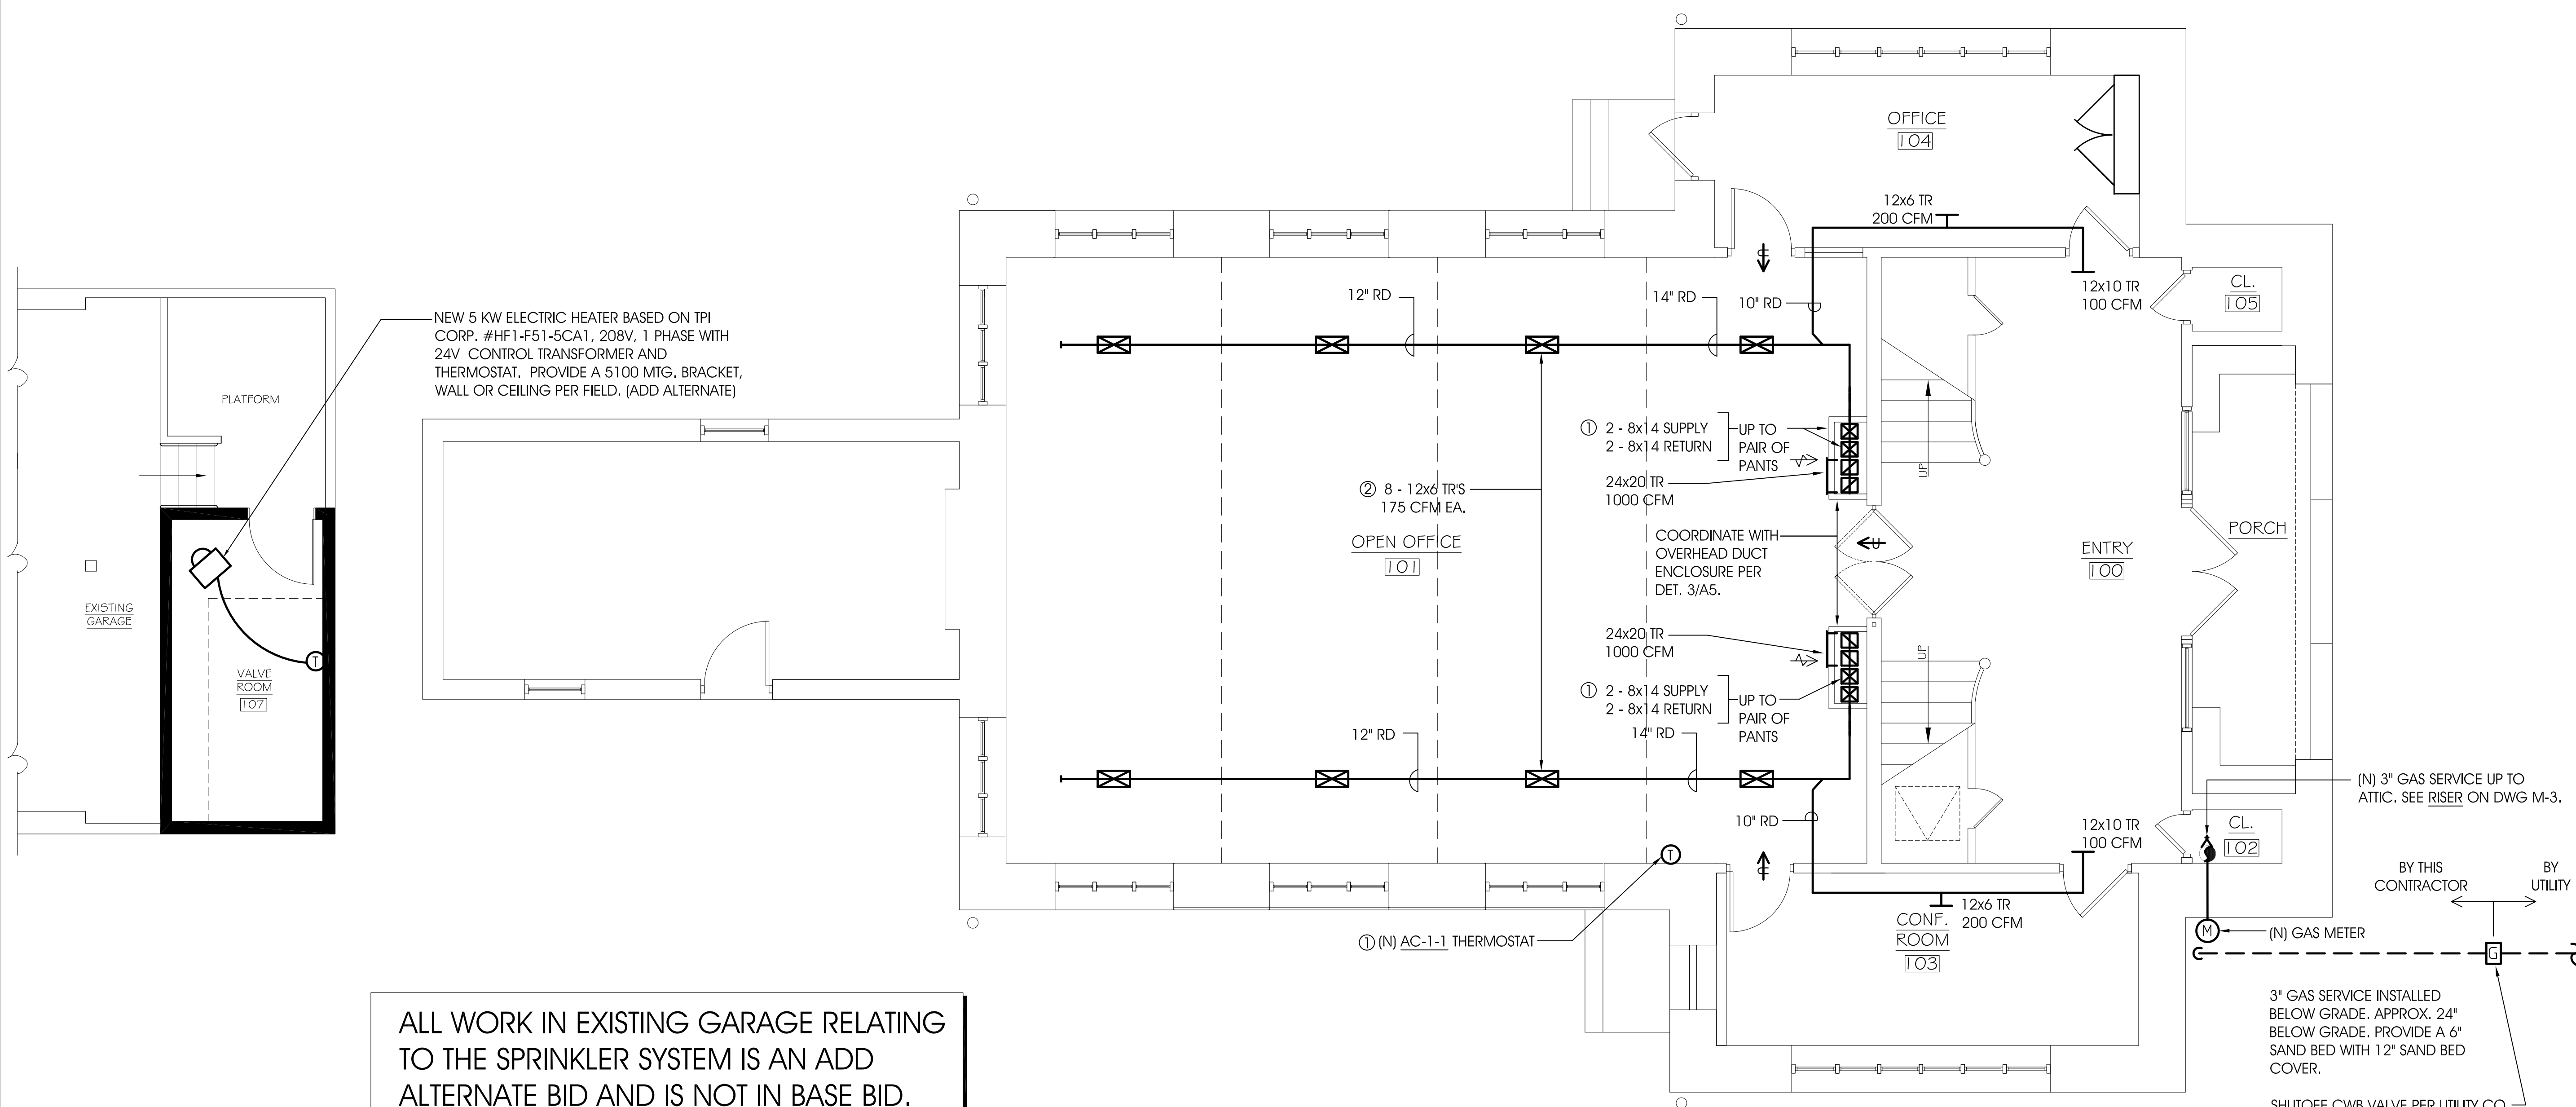 OFFICE
104
12x6 TR
200 CFM
12x10 TR
100 CFM
CL.
105
NEW 5 KW ELECTRIC HEATER BASED ON TPI
CORP. #HF1-F51-5CA1, 208V, 1 PHASE WITH
24V CONTROL TRANSFORMER AND
THERMOSTAT. PROVIDE A 5100 MTG. BRACKET,
WALL OR CEILING PER FIELD. (ADD ALTERNATE)
PLATFORM
12" RD
14" RD
10" RD
① 2 - 8x14 SUPPLY
2 - 8x14 RETURN
UP TO
PAIR OF
PANTS
24x20 TR
1000 CFM
UP
② 8 - 12x6 TR'S
175 CFM EA.
OPEN OFFICE
101
COORDINATE WITH
OVERHEAD DUCT
ENCLOSURE PER
DET. 3/A5.
ENTRY
100
PORCH
EXISTING
GARAGE
VALVE
ROOM
107
T
24x20 TR
1000 CFM
① 2 - 8x14 SUPPLY
2 - 8x14 RETURN
UP TO
PAIR OF
PANTS
UP
12" RD
14" RD
10" RD
12x10 TR
100 CFM
CL.
102
(N) 3" GAS SERVICE UP TO
ATTIC. SEE RISER ON DWG M-3.
BY THIS
CONTRACTOR
BY
UTILITY
T
① (N) AC-1-1 THERMOSTAT
12x6 TR
200 CFM
CONF.
ROOM
103
M
(N) GAS METER
G
3" GAS SERVICE INSTALLED
BELOW GRADE. APPROX. 24"
BELOW GRADE. PROVIDE A 6"
SAND BED WITH 12" SAND BED
COVER.
SHUTOFF CWB VALVE PER UTILITY CO
ALL WORK IN EXISTING GARAGE RELATING
TO THE SPRINKLER SYSTEM IS AN ADD
ALTERNATE BID AND IS NOT IN BASE BID.